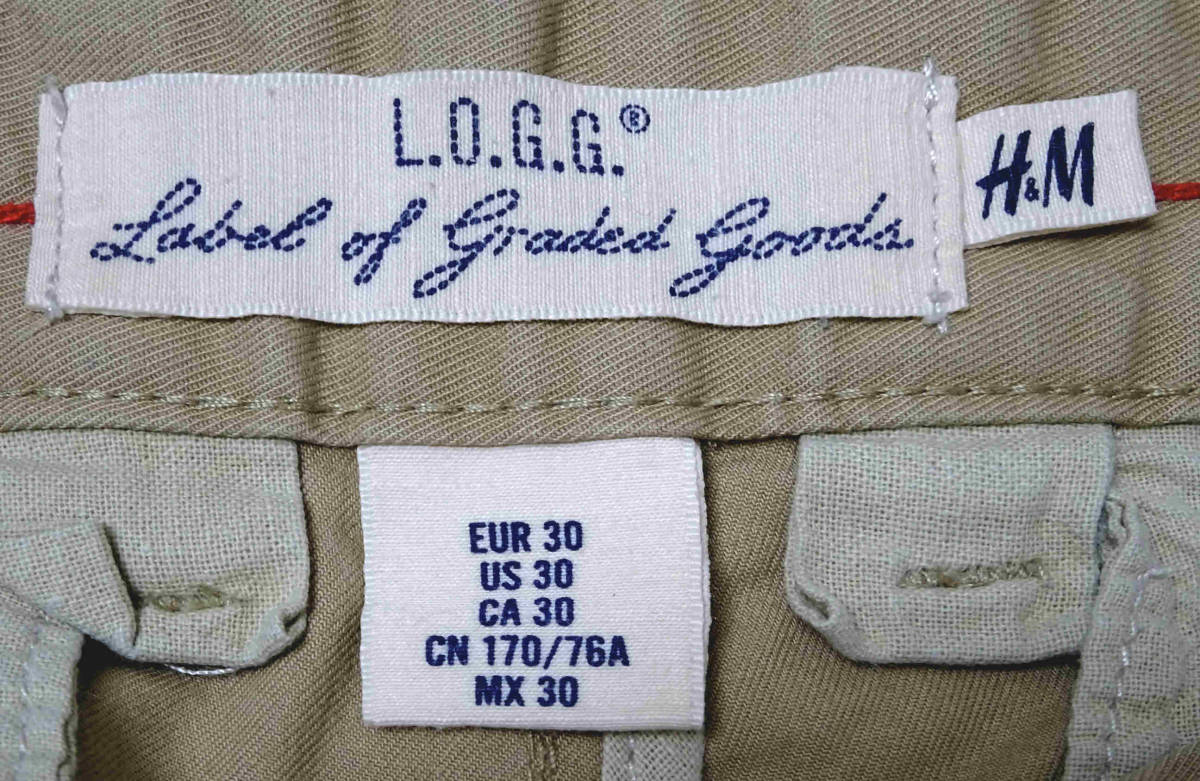 L.O.G.G.®
Label of Graded Goods.
H&M
EUR 30
US 30
CA 30
CN 170/76A
MX 30